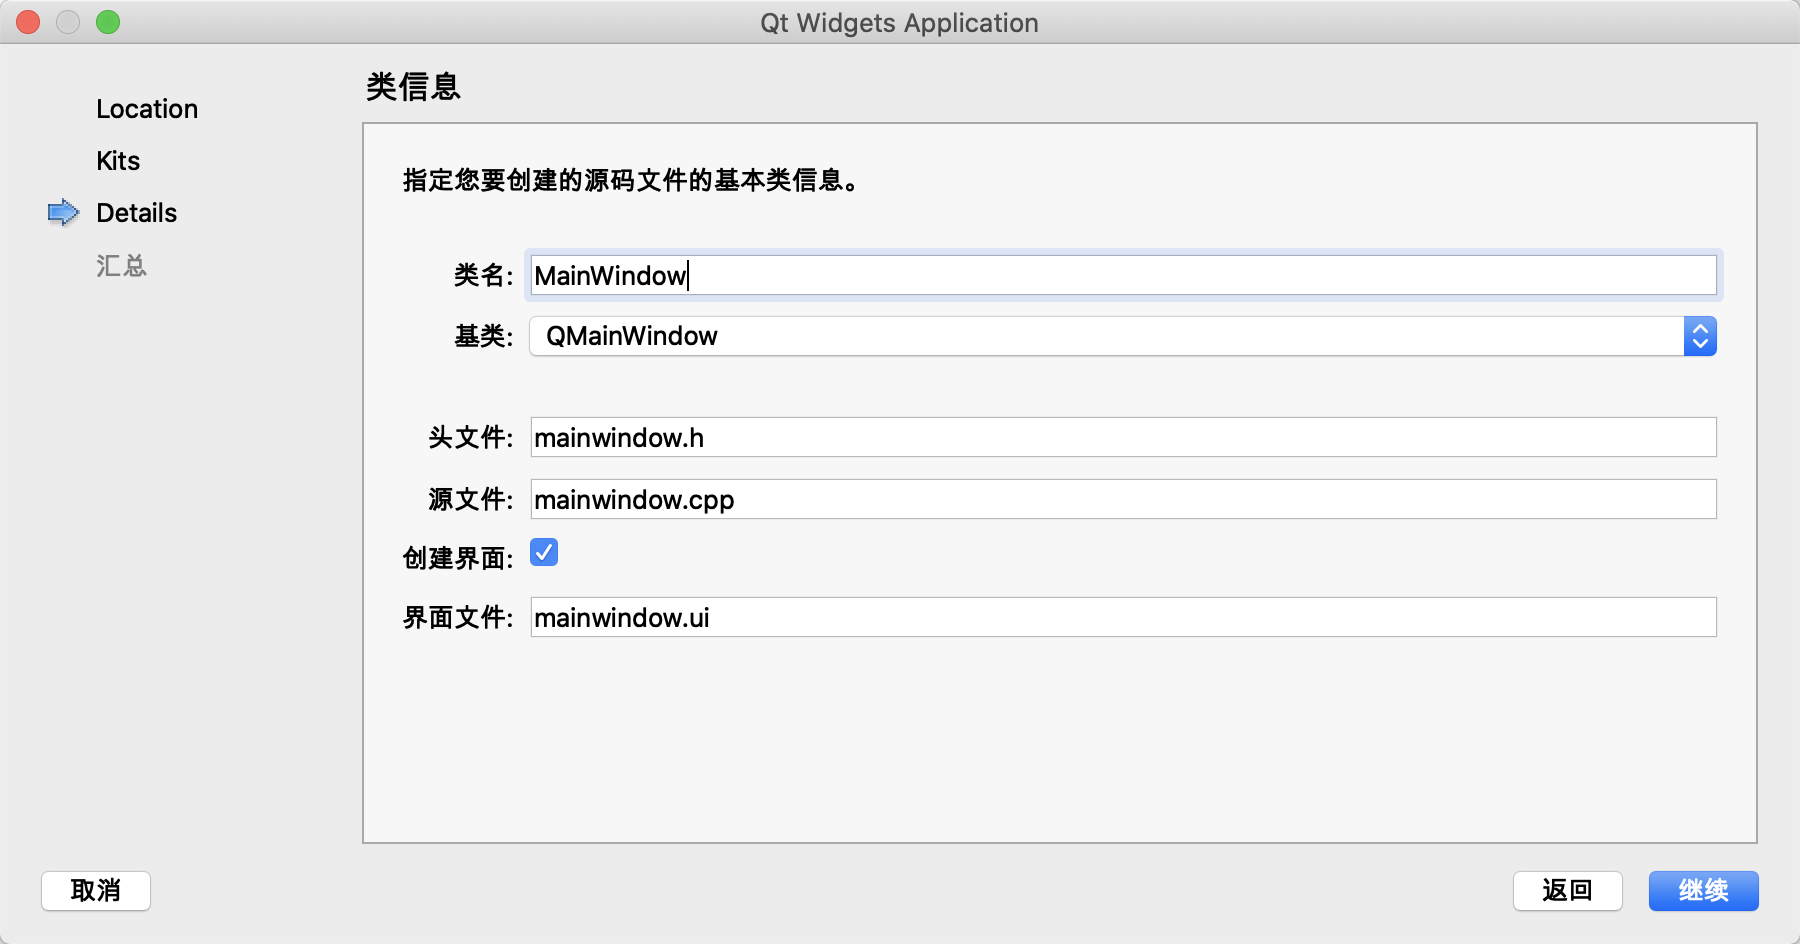 Qt Widgets Application
Location
Kits
Details
汇总
类信息
指定您要创建的源码文件的基本类信息。
类名: MainWindow
基类: QMainWindow
头文件: mainwindow.h
源文件: mainwindow.cpp
创建界面:
界面文件: mainwindow.ui
取消
返回
继续